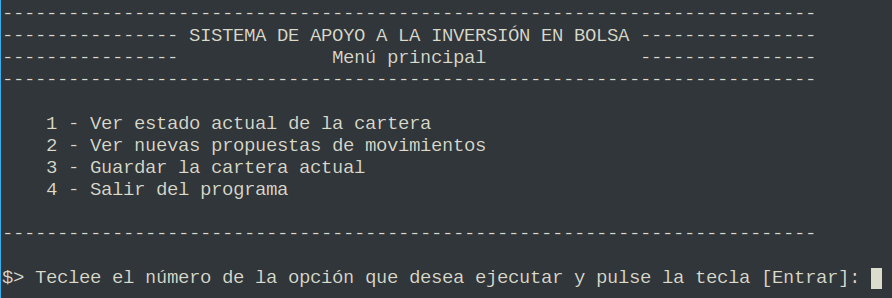 --------------------------------------------------------------------------
---------------- SISTEMA DE APOYO A LA INVERSIÓN EN BOLSA ----------------
----------------              Menú principal              ----------------
--------------------------------------------------------------------------
1 - Ver estado actual de la cartera
2 - Ver nuevas propuestas de movimientos
3 - Guardar la cartera actual
4 - Salir del programa
--------------------------------------------------------------------------
$> Teclee el número de la opción que desea ejecutar y pulse la tecla [Entrar]: